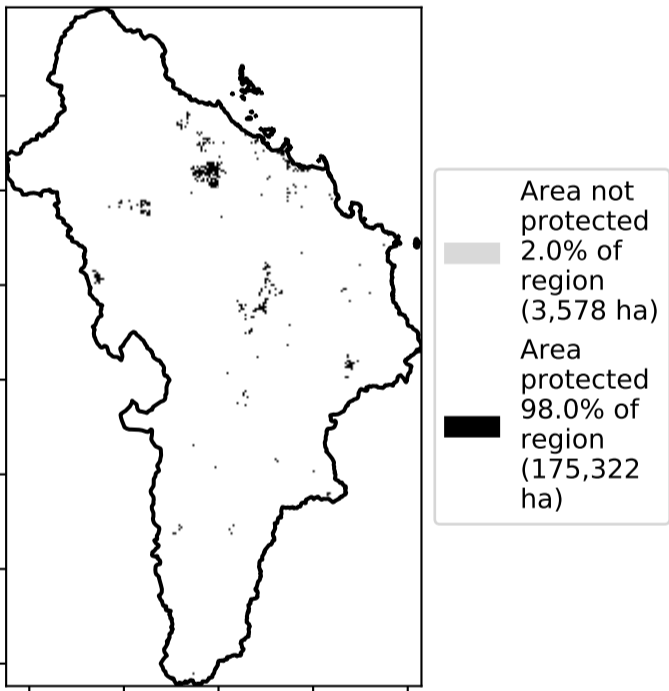 Area not
protected
2.0% of
region
(3,578 ha)
Area
protected
98.0% of
region
(175,322
ha)